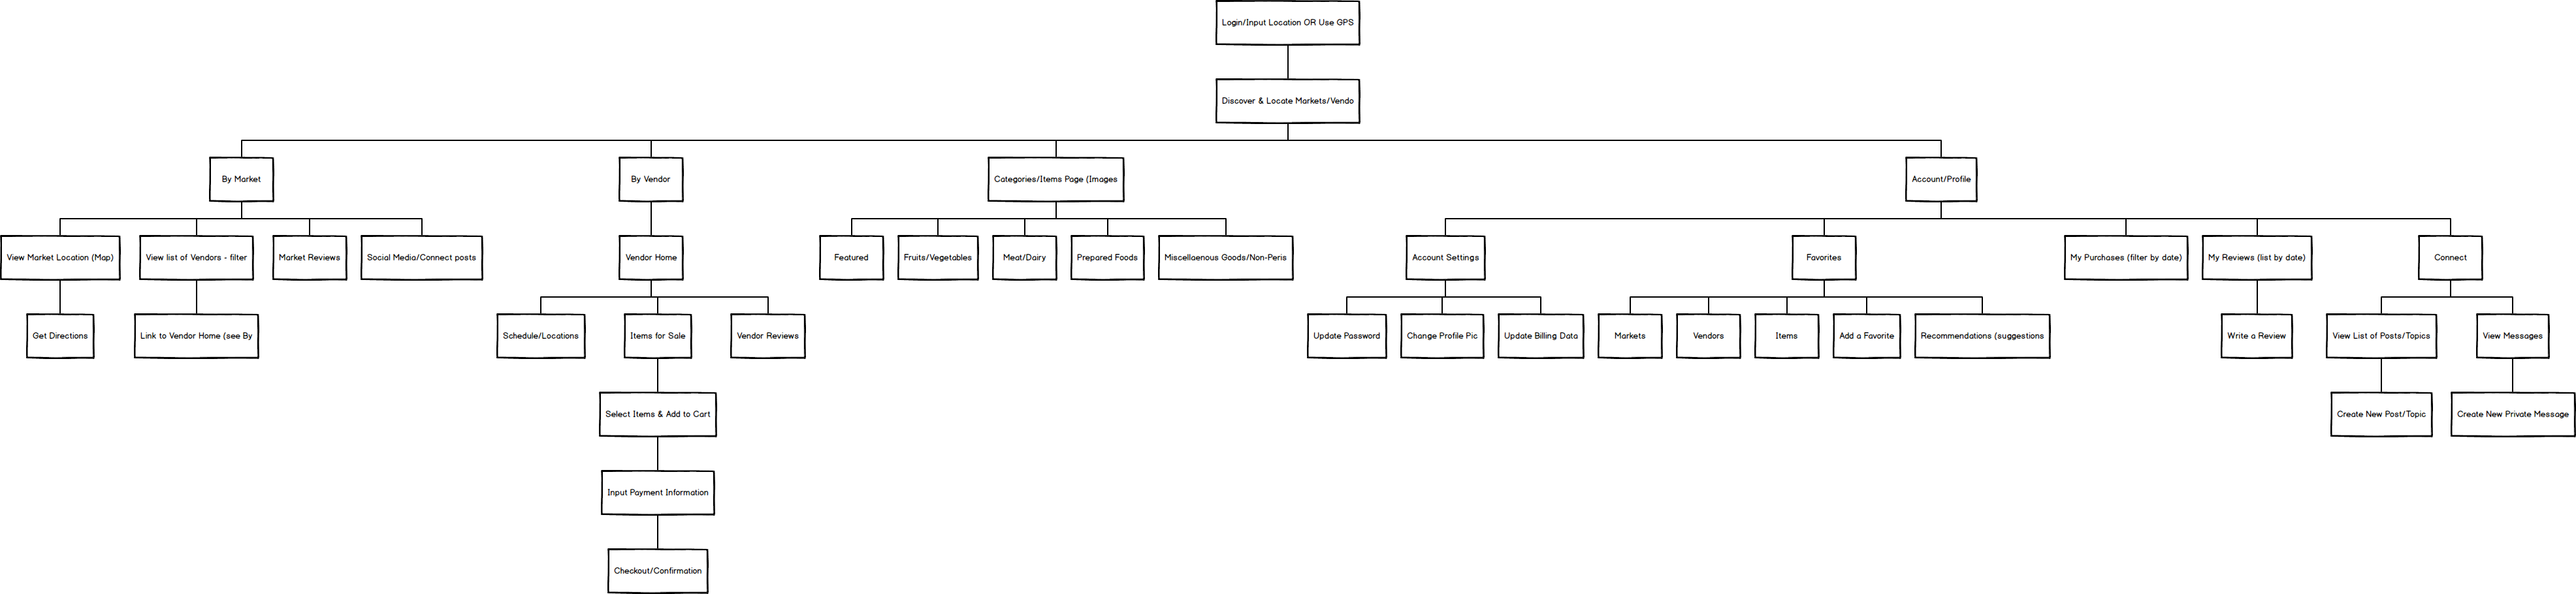 Login/Input Location OR Use GPS
Discover & Locate Markets/Vendo
By Market
By Vendor
Categories/Items Page (Images
Account/Profile
View Market Location (Map)
View list of Vendors - filter
Market Reviews
Social Media/Connect posts
Vendor Home
Featured
Fruits/Vegetables
Meat/Dairy
Prepared Foods
Miscellaenous Goods/Non-Peris
Account Settings
Favorites
My Purchases (filter by date)
My Reviews (list by date)
Connect
Get Directions
Link to Vendor Home (see By
Schedule/Locations
Items for Sale
Vendor Reviews
Update Password
Change Profile Pic
Update Billing Data
Markets
Vendors
Items
Add a Favorite
Recommendations (suggestions
Write a Review
View List of Posts/Topics
View Messages
Select Items & Add to Cart
Create New Post/Topic
Create New Private Message
Input Payment Information
Checkout/Confirmation